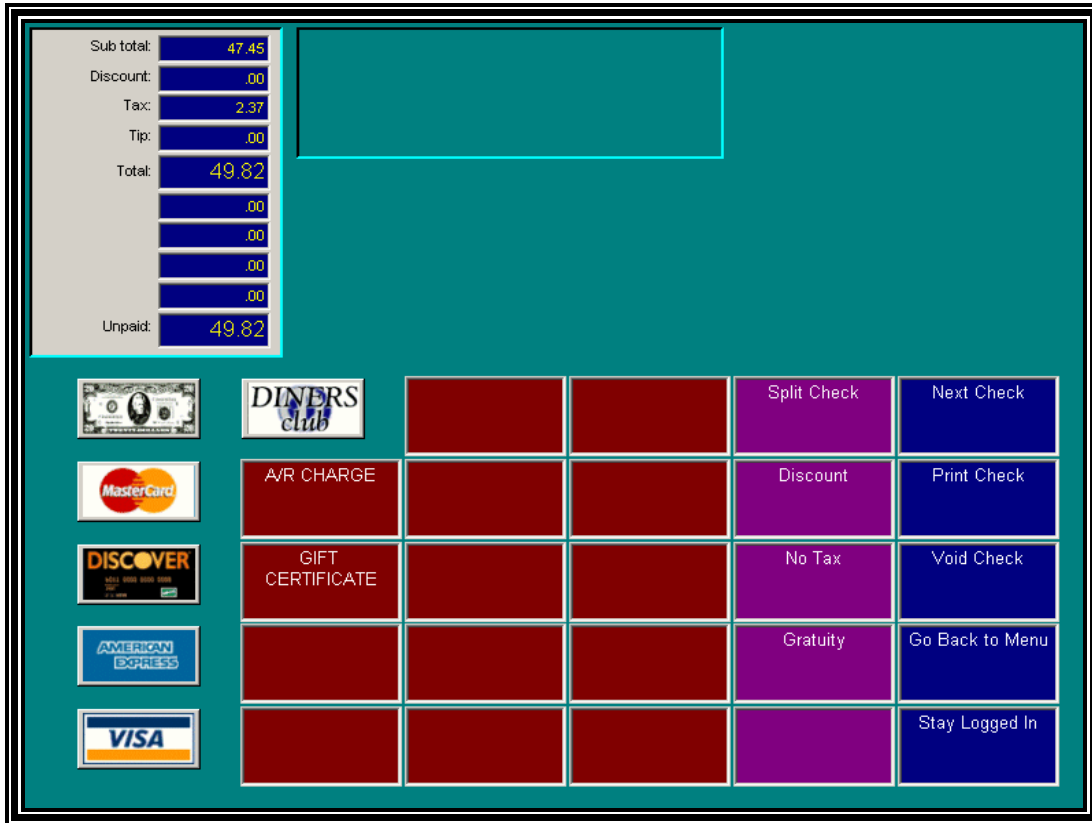 Sub total: 47.45
Discount: .00
Tax: 2.37
Tip: .00
Total: 49.82
.00
.00
.00
.00
Unpaid: 49.82
DINERS
club
Split Check
Next Check
MasterCard
A/R CHARGE
Discount
Print Check
DISCOVER
GIFT
CERTIFICATE
No Tax
Void Check
AMERICAN
EXPRESS
Gratuity
Go Back to Menu
VISA
Stay Logged In